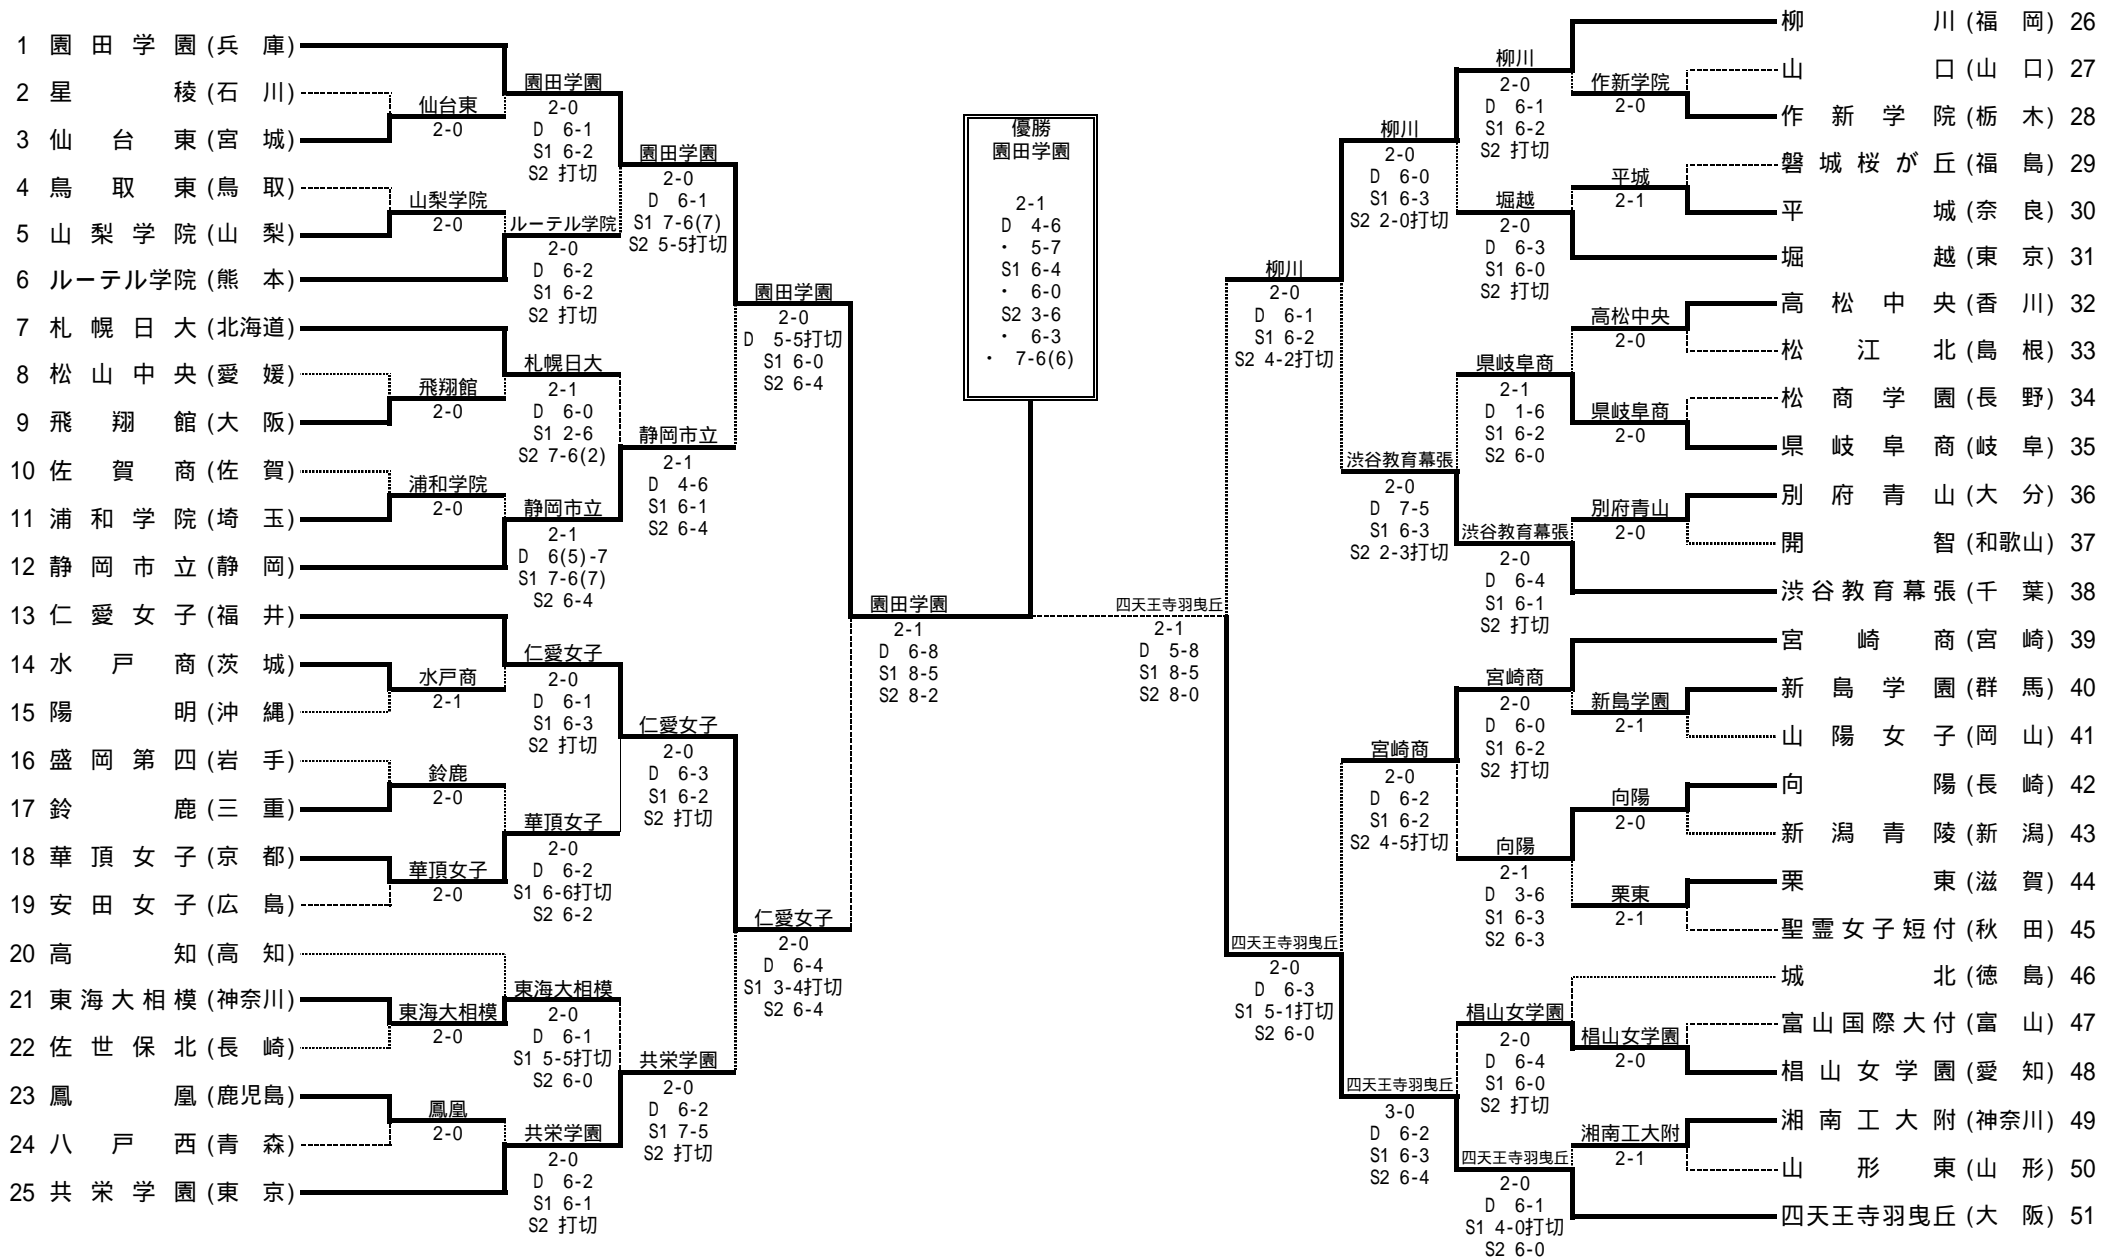 1 園田学園 (兵庫)
2 星稜 (石川)
3 仙台東 (宮城)
4 鳥取東 (鳥取)
5 山梨学院 (山梨)
6 ルーテル学院 (熊本)
7 札幌日大 (北海道)
8 松山中央 (愛媛)
9 飛翔館 (大阪)
10 佐賀商 (佐賀)
11 浦和学院 (埼玉)
12 静岡市立 (静岡)
13 仁愛女子 (福井)
14 水戸商 (茨城)
15 陽明 (沖縄)
16 盛岡第四 (岩手)
17 鈴鹿 (三重)
18 華頂女子 (京都)
19 安田女子 (広島)
20 高知 (高知)
21 東海大相模 (神奈川)
22 佐世保北 (長崎)
23 鳳凰 (鹿児島)
24 八戸西 (青森)
25 共栄学園 (東京)
仙台東
2-0
山梨学院
2-0
飛翔館
2-0
浦和学院
2-0
水戸商
2-1
鈴鹿
2-0
華頂女子
2-0
東海大相模
2-0
鳳凰
2-0
園田学園
2-0
D 6-1
S1 6-2
S2 打切
ルーテル学院
2-0
D 6-2
S1 6-2
S2 打切
札幌日大
2-1
D 6-0
S1 2-6
S2 7-6(2)
静岡市立
2-1
D 6(5)-7
S1 7-6(7)
S2 6-4
仁愛女子
2-0
D 6-1
S1 6-3
S2 打切
華頂女子
2-0
D 6-2
S1 6-6打切
S2 6-2
東海大相模
2-0
D 6-1
S1 5-5打切
S2 6-0
共栄学園
2-0
D 6-2
S1 6-1
S2 打切
園田学園
2-0
D 6-1
S1 7-6(7)
S2 5-5打切
静岡市立
2-1
D 4-6
S1 6-1
S2 6-4
仁愛女子
2-0
D 6-3
S1 6-2
S2 打切
共栄学園
2-0
D 6-2
S1 7-5
S2 打切
園田学園
2-0
D 5-5打切
S1 6-0
S2 6-4
仁愛女子
2-0
D 6-4
S1 3-4打切
S2 6-4
園田学園
2-1
D 6-8
S1 8-5
S2 8-2
優勝
園田学園
2-1
D 4-6
・ 5-7
S1 6-4
・ 6-0
S2 3-6
・ 6-3
・ 7-6(6)
四天王寺羽曳丘
2-1
D 5-8
S1 8-5
S2 8-0
柳川
2-0
D 6-1
S1 6-2
S2 4-2打切
四天王寺羽曳丘
2-0
D 6-3
S1 5-1打切
S2 6-0
柳川
2-0
D 6-0
S1 6-3
S2 2-0打切
渋谷教育幕張
2-0
D 7-5
S1 6-3
S2 2-3打切
宮崎商
2-0
D 6-2
S1 6-2
S2 4-5打切
四天王寺羽曳丘
3-0
D 6-2
S1 6-3
S2 6-4
柳川
2-0
D 6-1
S1 6-2
S2 打切
堀越
2-0
D 6-3
S1 6-0
S2 打切
県岐阜商
2-1
D 1-6
S1 6-2
S2 6-0
渋谷教育幕張
2-0
D 6-4
S1 6-1
S2 打切
宮崎商
2-0
D 6-0
S1 6-2
S2 打切
向陽
2-1
D 3-6
S1 6-3
S2 6-3
椙山女学園
2-0
D 6-4
S1 6-0
S2 打切
四天王寺羽曳丘
2-0
D 6-1
S1 4-0打切
S2 6-0
作新学院
2-0
平城
2-1
高松中央
2-0
県岐阜商
2-0
別府青山
2-0
新島学園
2-1
向陽
2-0
栗東
2-1
椙山女学園
2-0
湘南工大附
2-1
柳川 (福岡) 26
山口 (山口) 27
作新学院 (栃木) 28
磐城桜が丘 (福島) 29
平城 (奈良) 30
堀越 (東京) 31
高松中央 (香川) 32
松江北 (島根) 33
松商学園 (長野) 34
県岐阜商 (岐阜) 35
別府青山 (大分) 36
開智 (和歌山) 37
渋谷教育幕張 (千葉) 38
宮崎商 (宮崎) 39
新島学園 (群馬) 40
山陽女子 (岡山) 41
向陽 (長崎) 42
新潟青陵 (新潟) 43
栗東 (滋賀) 44
聖霊女子短付 (秋田) 45
城北 (徳島) 46
富山国際大付 (富山) 47
椙山女学園 (愛知) 48
湘南工大附 (神奈川) 49
山形東 (山形) 50
四天王寺羽曳丘 (大阪) 51